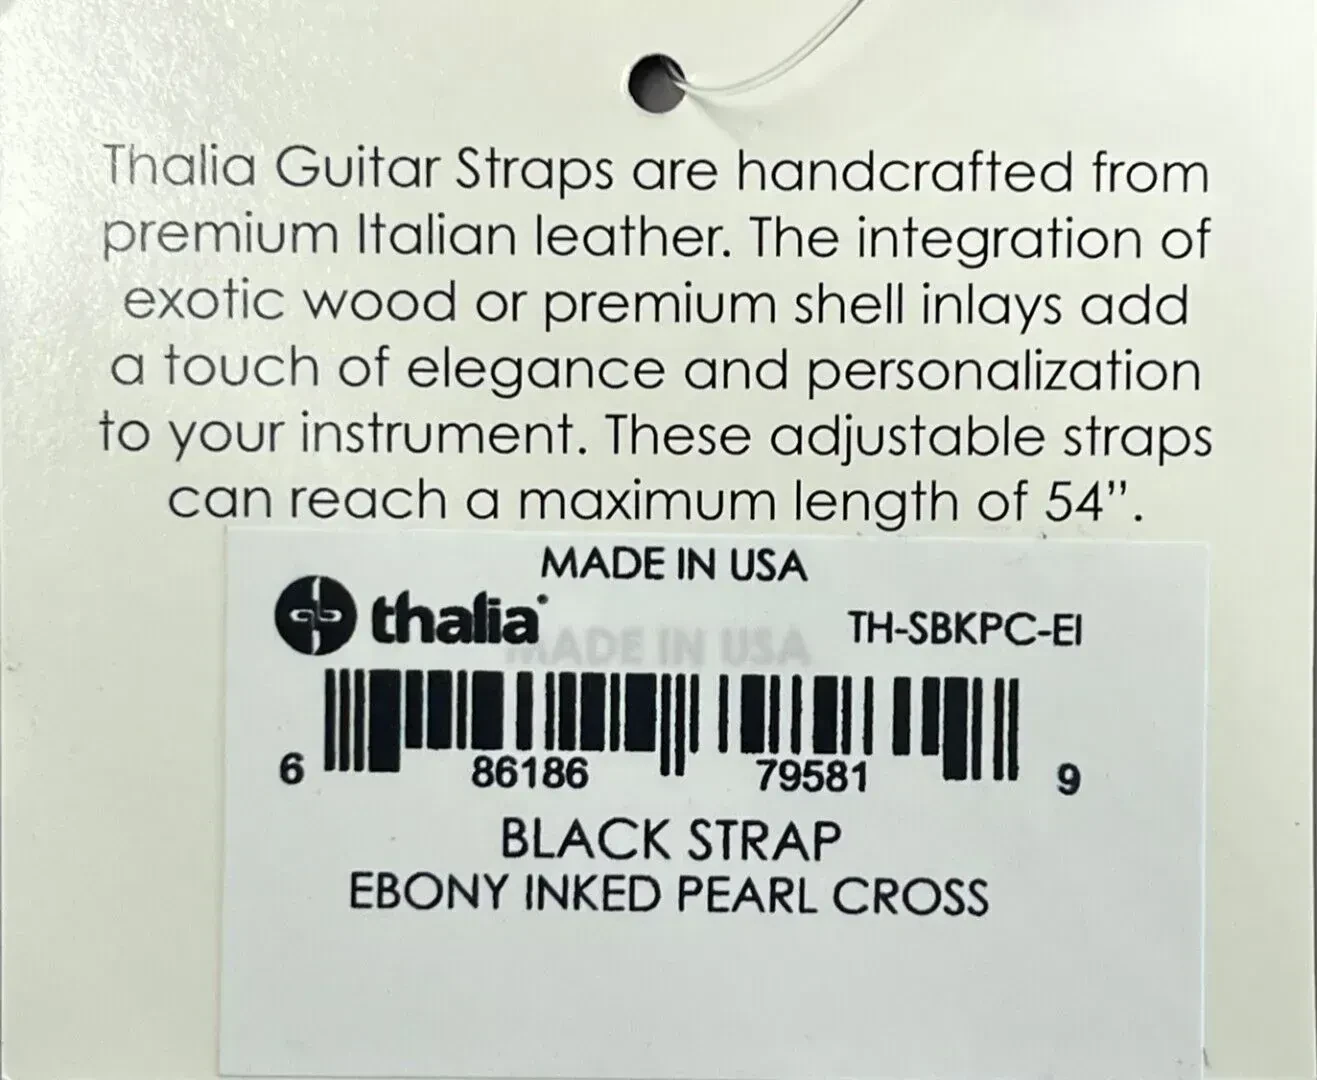 Thalia Guitar Straps are handcrafted from
premium Italian leather. The integration of
exotic wood or premium shell inlays add
a touch of elegance and personalization
to your instrument. These adjustable straps
can reach a maximum length of 54”.
MADE IN USA
thalia®
TH-SBKPC-EI
MADE IN USA
6 86186 79581 9
BLACK STRAP
EBONY INKED PEARL CROSS